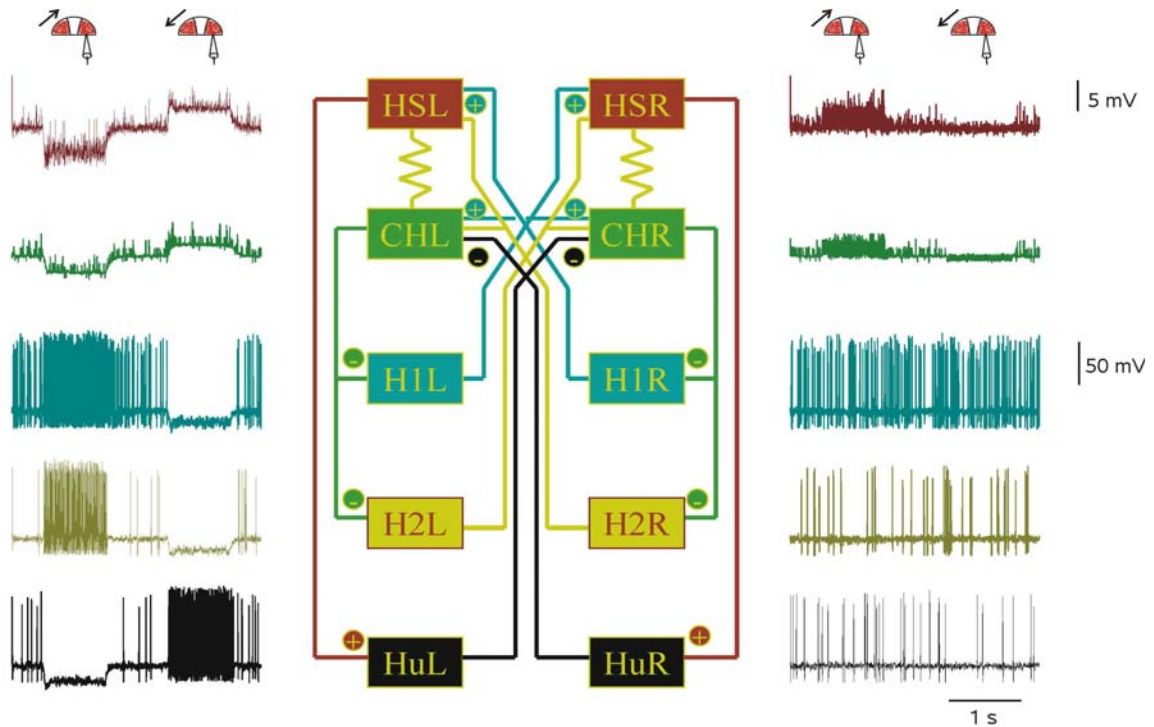 5 mV
HSL
HSR
+
+
+
+
CHL
CHR
-
-
50 mV
-
-
H1L
H1R
-
-
H2L
H2R
+
+
HuL
HuR
1 s